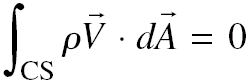 ∫_CS ρV⃗ · dA⃗ = 0